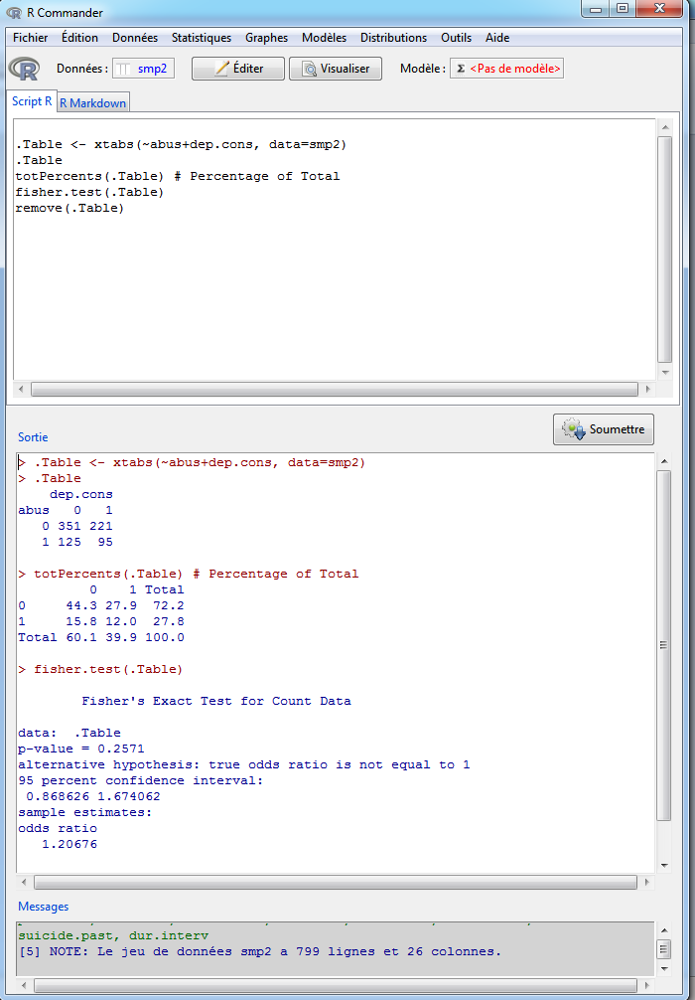 R Commander
Fichier Édition Données Statistiques Graphes Modèles Distributions Outils Aide
R Données : smp2 Éditer Visualiser Modèle : Σ <Pas de modèle>
Script R R Markdown
.Table <- xtabs(~abus+dep.cons, data=smp2)
.Table
totPercents(.Table) # Percentage of Total
fisher.test(.Table)
remove(.Table)
Soumettre
Sortie
> .Table <- xtabs(~abus+dep.cons, data=smp2)
> .Table
    dep.cons
abus   0   1
   0 351 221
   1 125  95
> totPercents(.Table) # Percentage of Total
         0    1 Total
0     44.3 27.9  72.2
1     15.8 12.0  27.8
Total 60.1 39.9 100.0
> fisher.test(.Table)
        Fisher's Exact Test for Count Data
data:  .Table
p-value = 0.2571
alternative hypothesis: true odds ratio is not equal to 1
95 percent confidence interval:
 0.868626 1.674062
sample estimates:
odds ratio
   1.20676
Messages
suicide.past, dur.interv
[5] NOTE: Le jeu de données smp2 a 799 lignes et 26 colonnes.